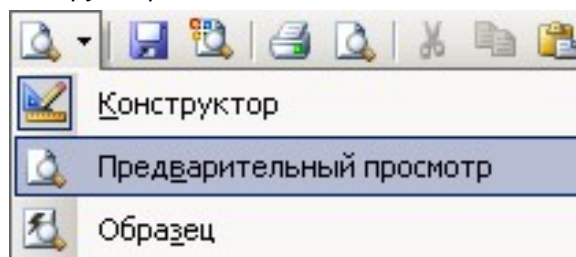 Конструктор
Предварительный просмотр
Образец